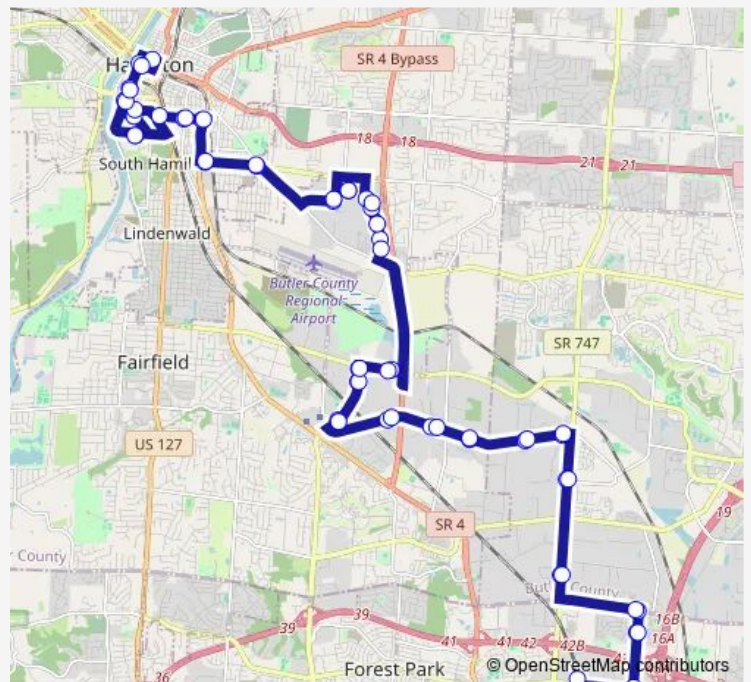 SR 4 Bypass
18
18
21
21
South Hamil
Lindenwald
Butler County
Regional
Airport
SR 747
Fairfield
US 127
19
SR 4
County
39
39
41
41
42
42B
16B
16A
36
Forest Park
© OpenStreetMap contributors